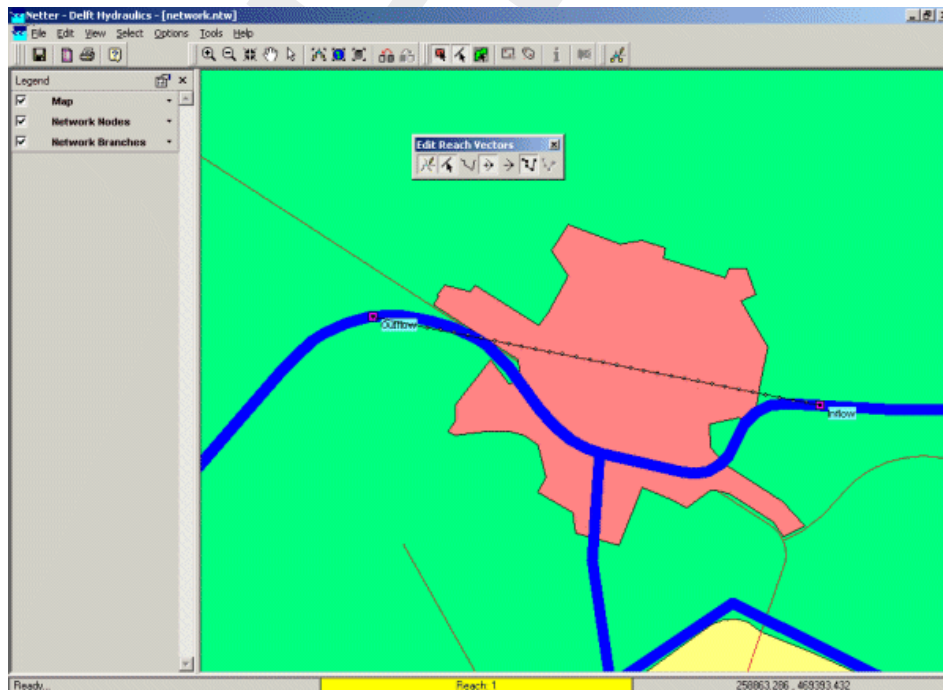 Netter - Delft Hydraulics - [network.ntw]
File Edit View Select Options Tools Help
Legend
Map
Network Nodes
Network Branches
Edit Reach Vectors
Outflow
Inflow
Ready...
Reach: 1
258863.286 , 469393.432